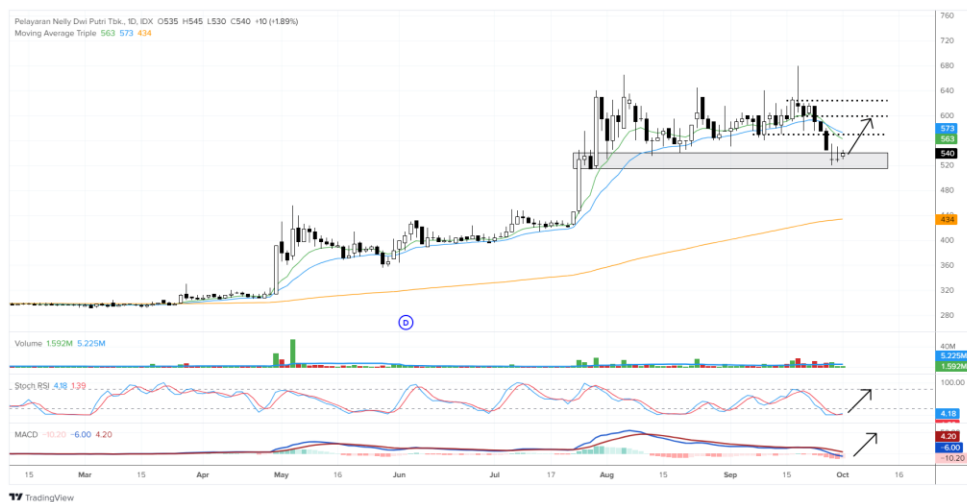 Pelayaran Nelly Dwi Putri Tbk., 1D, IDX O535 H545 L530 C540 +10 (+1.89%)
Moving Average Triple 563 573 434
760
720
680
640
600
573
563
540
520
480
440
434
400
360
320
280
D
Volume 1.592M 5.225M
40M
5.225M
1.592M
Stoch RSI 4.18 1.39
100.00
4.18
MACD -10.20 -6.00 4.20
4.20
-6.00
-10.20
15 Mar 15 Apr May 16 Jun Jul 17 Aug 15 Sep 15 Oct 16
TradingView